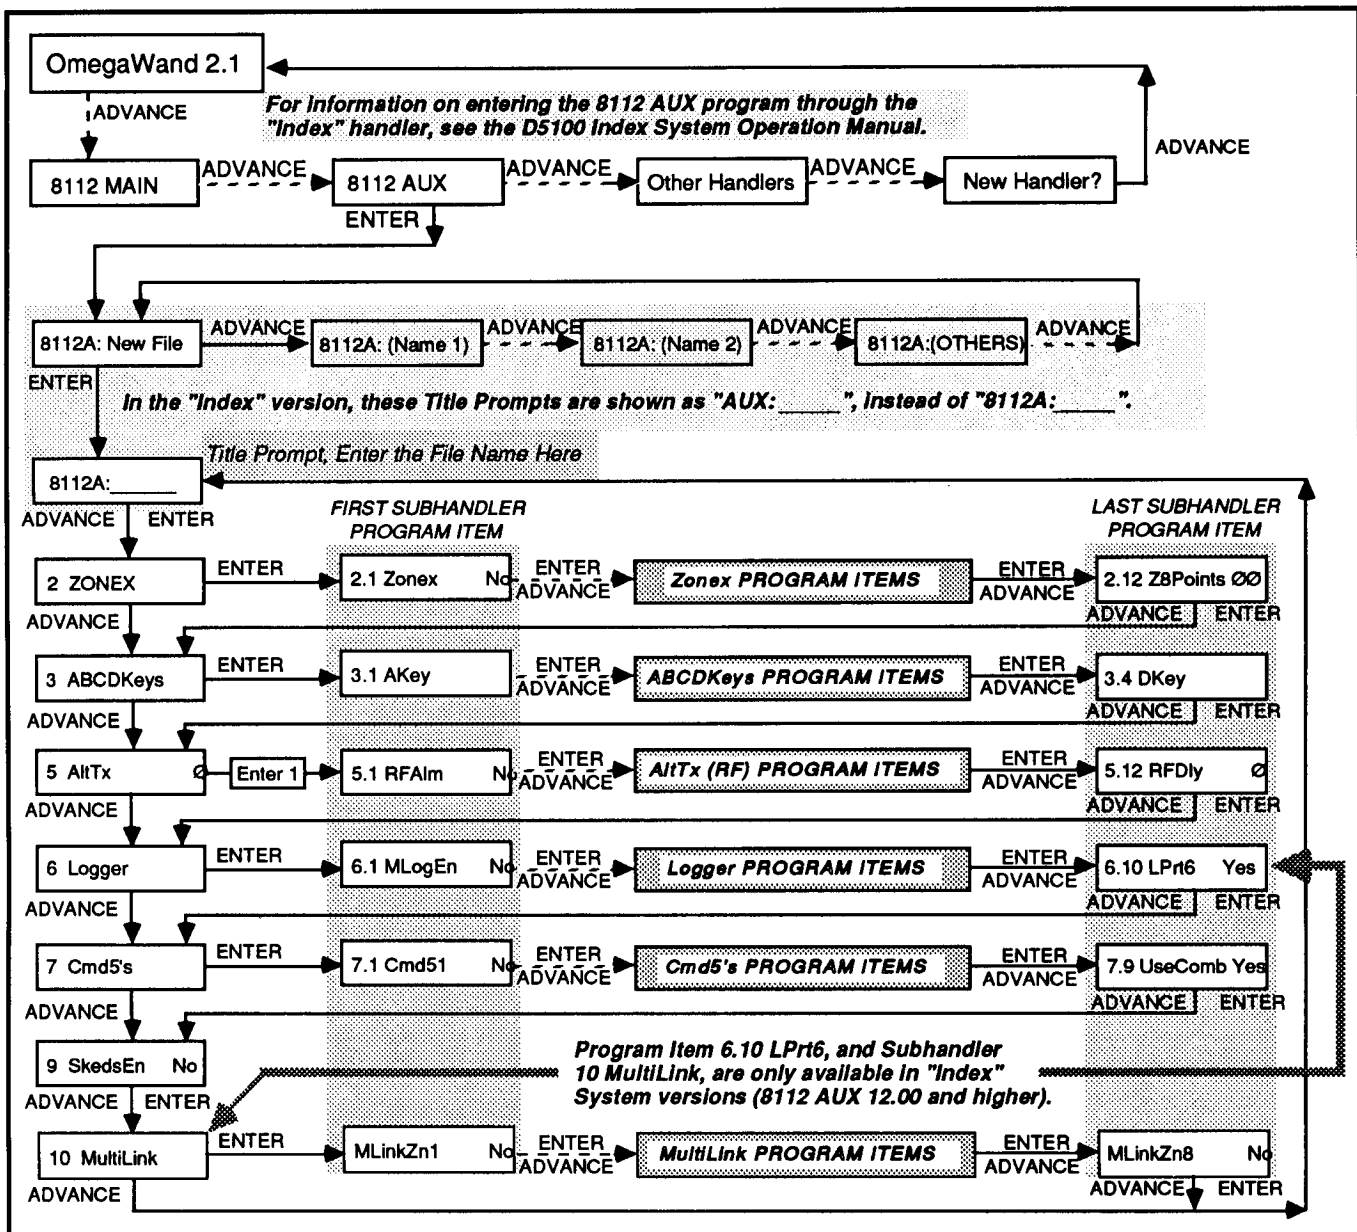 OmegaWand 2.1
ADVANCE
For information on entering the 8112 AUX program through the
"Index" handler, see the D5100 Index System Operation Manual.
ADVANCE
8112 MAIN
ADVANCE
8112 AUX
ADVANCE
Other Handlers
ADVANCE
New Handler?
ENTER
8112A: New File
ADVANCE
8112A: (Name 1)
ADVANCE
8112A: (Name 2)
ADVANCE
8112A:(OTHERS)
ADVANCE
ENTER
In the "Index" version, these Title Prompts are shown as "AUX:_____", instead of "8112A:_____".
Title Prompt, Enter the File Name Here
8112A:______
ADVANCE ENTER
FIRST SUBHANDLER
PROGRAM ITEM
LAST SUBHANDLER
PROGRAM ITEM
2 ZONEX
ENTER
2.1 Zonex No
ENTER
ADVANCE
Zonex PROGRAM ITEMS
ENTER
ADVANCE
2.12 Z8Points ØØ
ADVANCE
ADVANCE ENTER
3 ABCDKeys
ENTER
3.1 AKey
ENTER
ADVANCE
ABCDKeys PROGRAM ITEMS
ENTER
ADVANCE
3.4 DKey
ADVANCE
ADVANCE ENTER
5 AltTx Ø
Enter 1
5.1 RFAlm No
ENTER
ADVANCE
AltTx (RF) PROGRAM ITEMS
ENTER
ADVANCE
5.12 RFDly Ø
ADVANCE
ADVANCE ENTER
6 Logger
ENTER
6.1 MLogEn No
ENTER
ADVANCE
Logger PROGRAM ITEMS
ENTER
ADVANCE
6.10 LPrt6 Yes
ADVANCE
ADVANCE ENTER
7 Cmd5's
ENTER
7.1 Cmd51 No
ENTER
ADVANCE
Cmd5's PROGRAM ITEMS
ENTER
ADVANCE
7.9 UseComb Yes
ADVANCE
ADVANCE ENTER
9 SkedsEn No
Program Item 6.10 LPrt6, and Subhandler
10 MultiLink, are only available in "Index"
System versions (8112 AUX 12.00 and higher).
ADVANCE ENTER
10 MultiLink
ENTER
MLinkZn1 No
ENTER
ADVANCE
MultiLink PROGRAM ITEMS
ENTER
ADVANCE
MLinkZn8 No
ADVANCE
ADVANCE ENTER